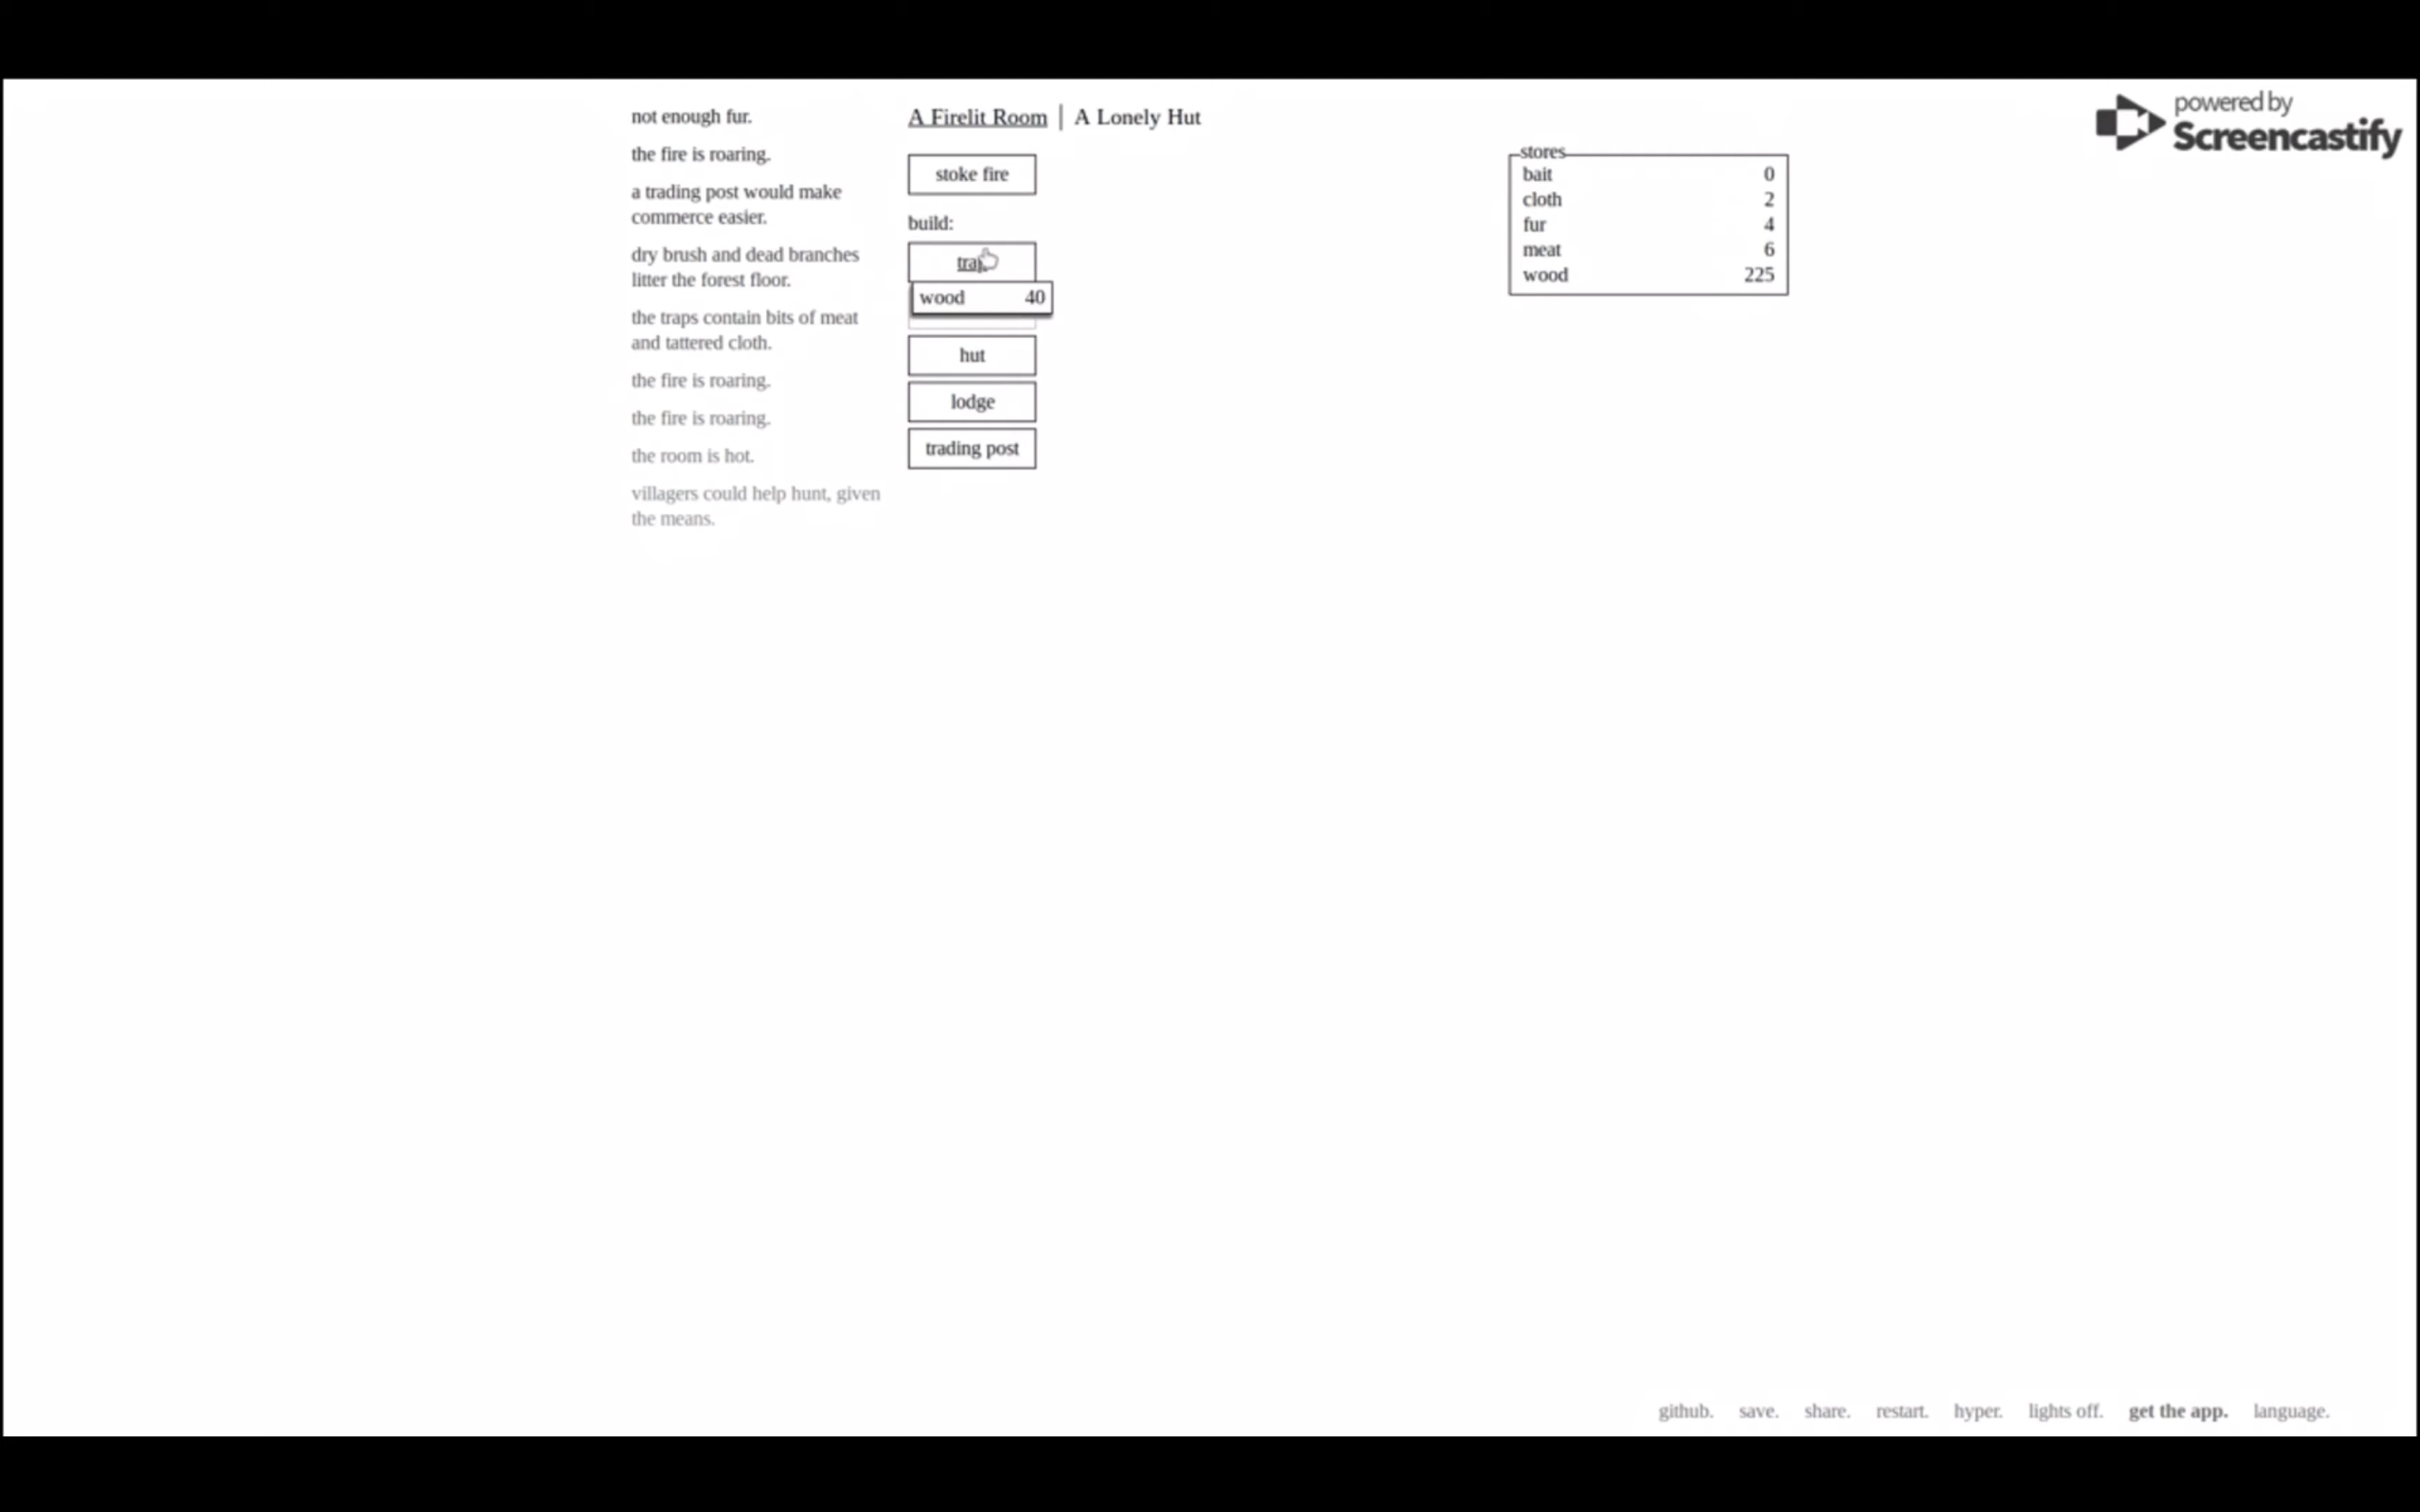 powered by
Screencastify
not enough fur.
the fire is roaring.
a trading post would make
commerce easier.
dry brush and dead branches
litter the forest floor.
the traps contain bits of meat
and tattered cloth.
the fire is roaring.
the fire is roaring.
the room is hot.
villagers could help hunt, given
the means.
A Firelit Room | A Lonely Hut
stoke fire
build:
wood 40
hut
lodge
trading post
stores
bait 0
cloth 2
fur 4
meat 6
wood 225
github. save. share. restart. hyper. lights off. get the app. language.